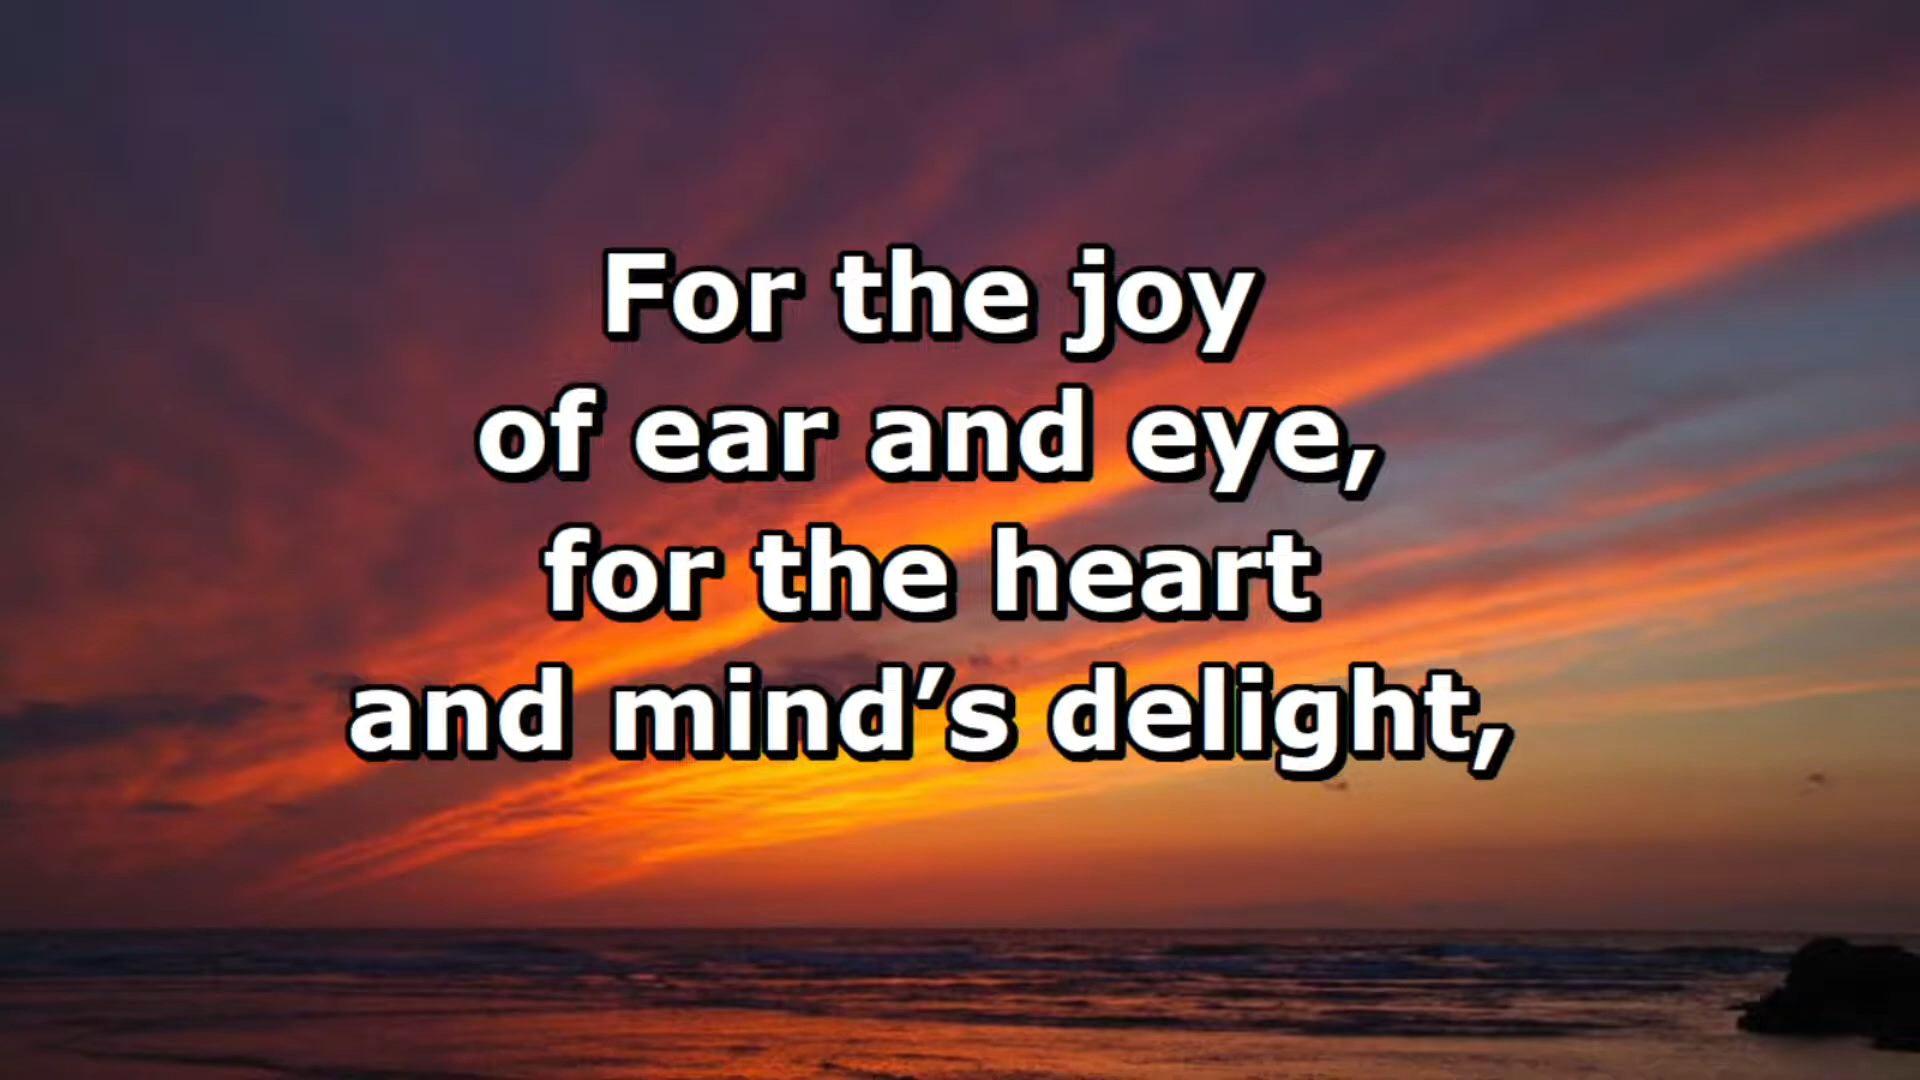 For the joy
of ear and eye,
for the heart
and mind’s delight,